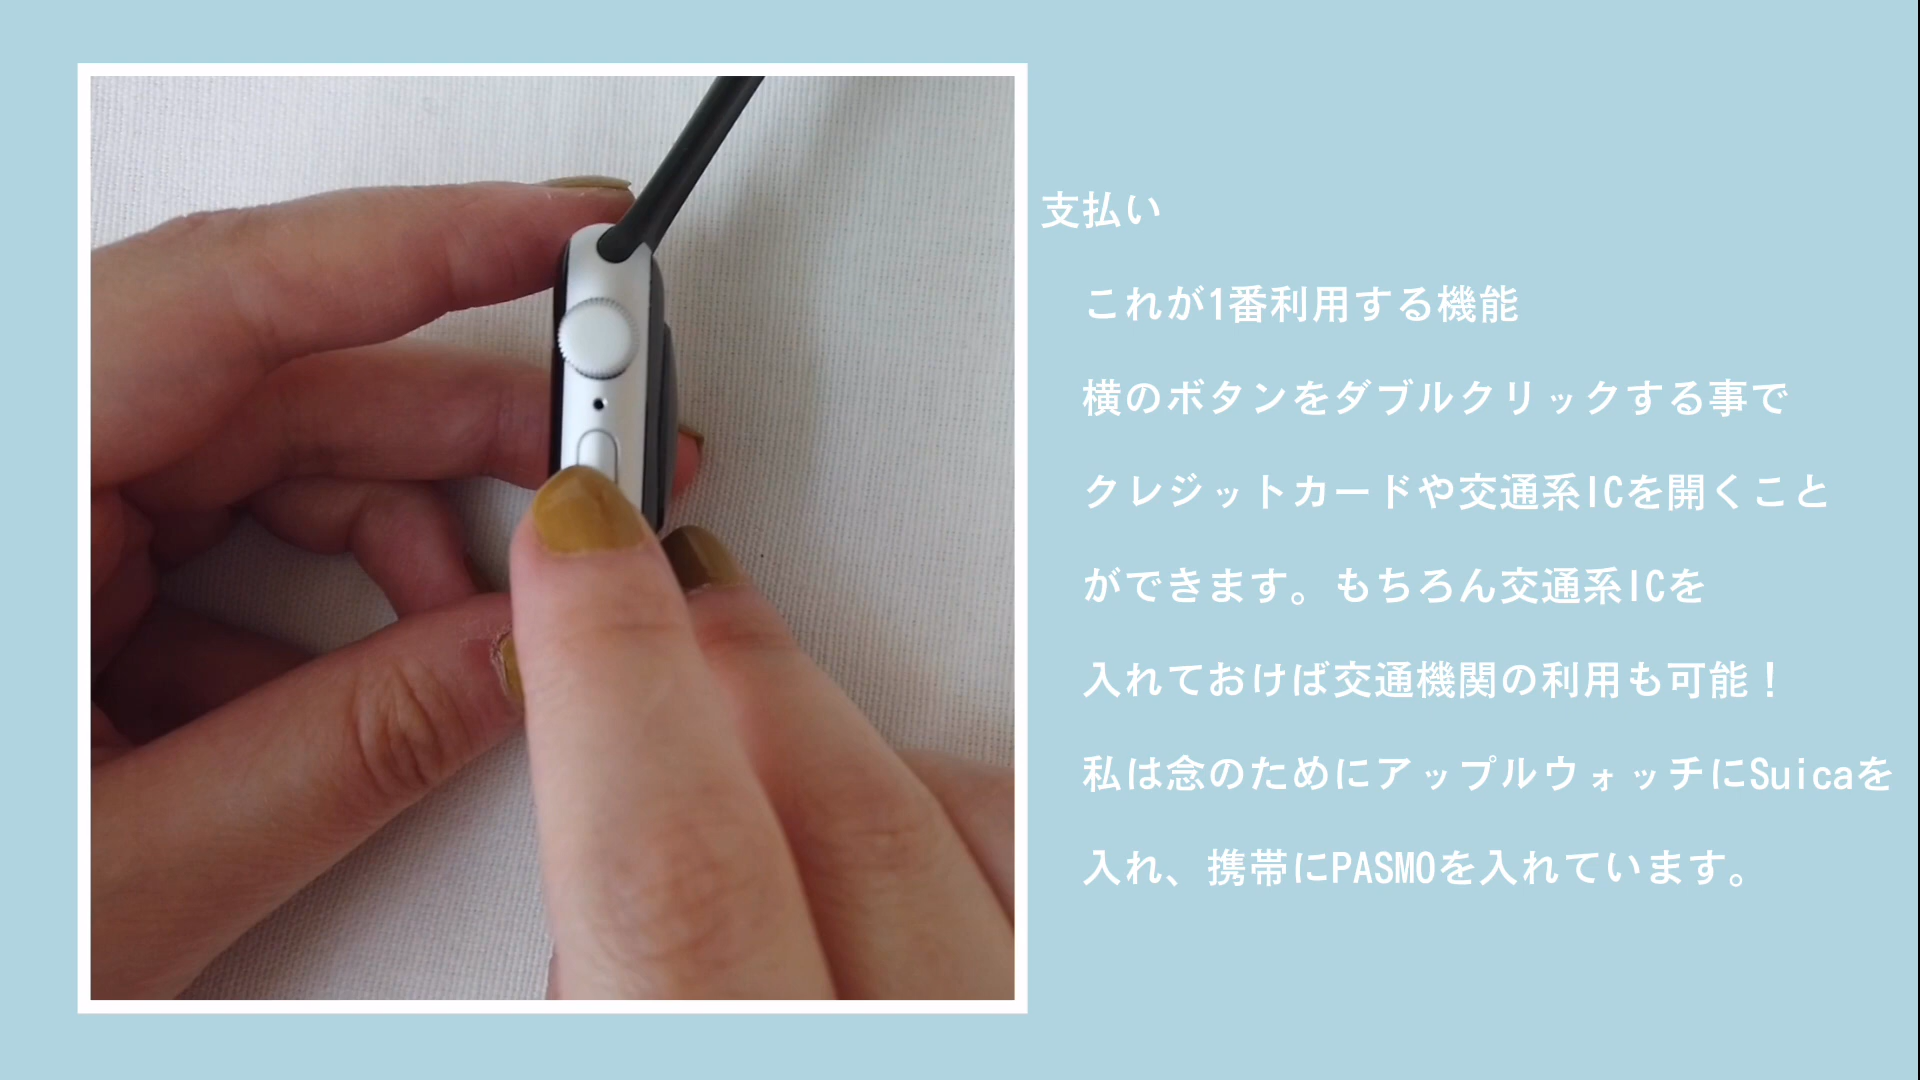 支払い
これが1番利用する機能
横のボタンをダブルクリックする事で
クレジットカードや交通系ICを開くこと
ができます。もちろん交通系ICを
入れておけば交通機関の利用も可能！
私は念のためにアップルウォッチにSuicaを
入れ、携帯にPASMOを入れています。